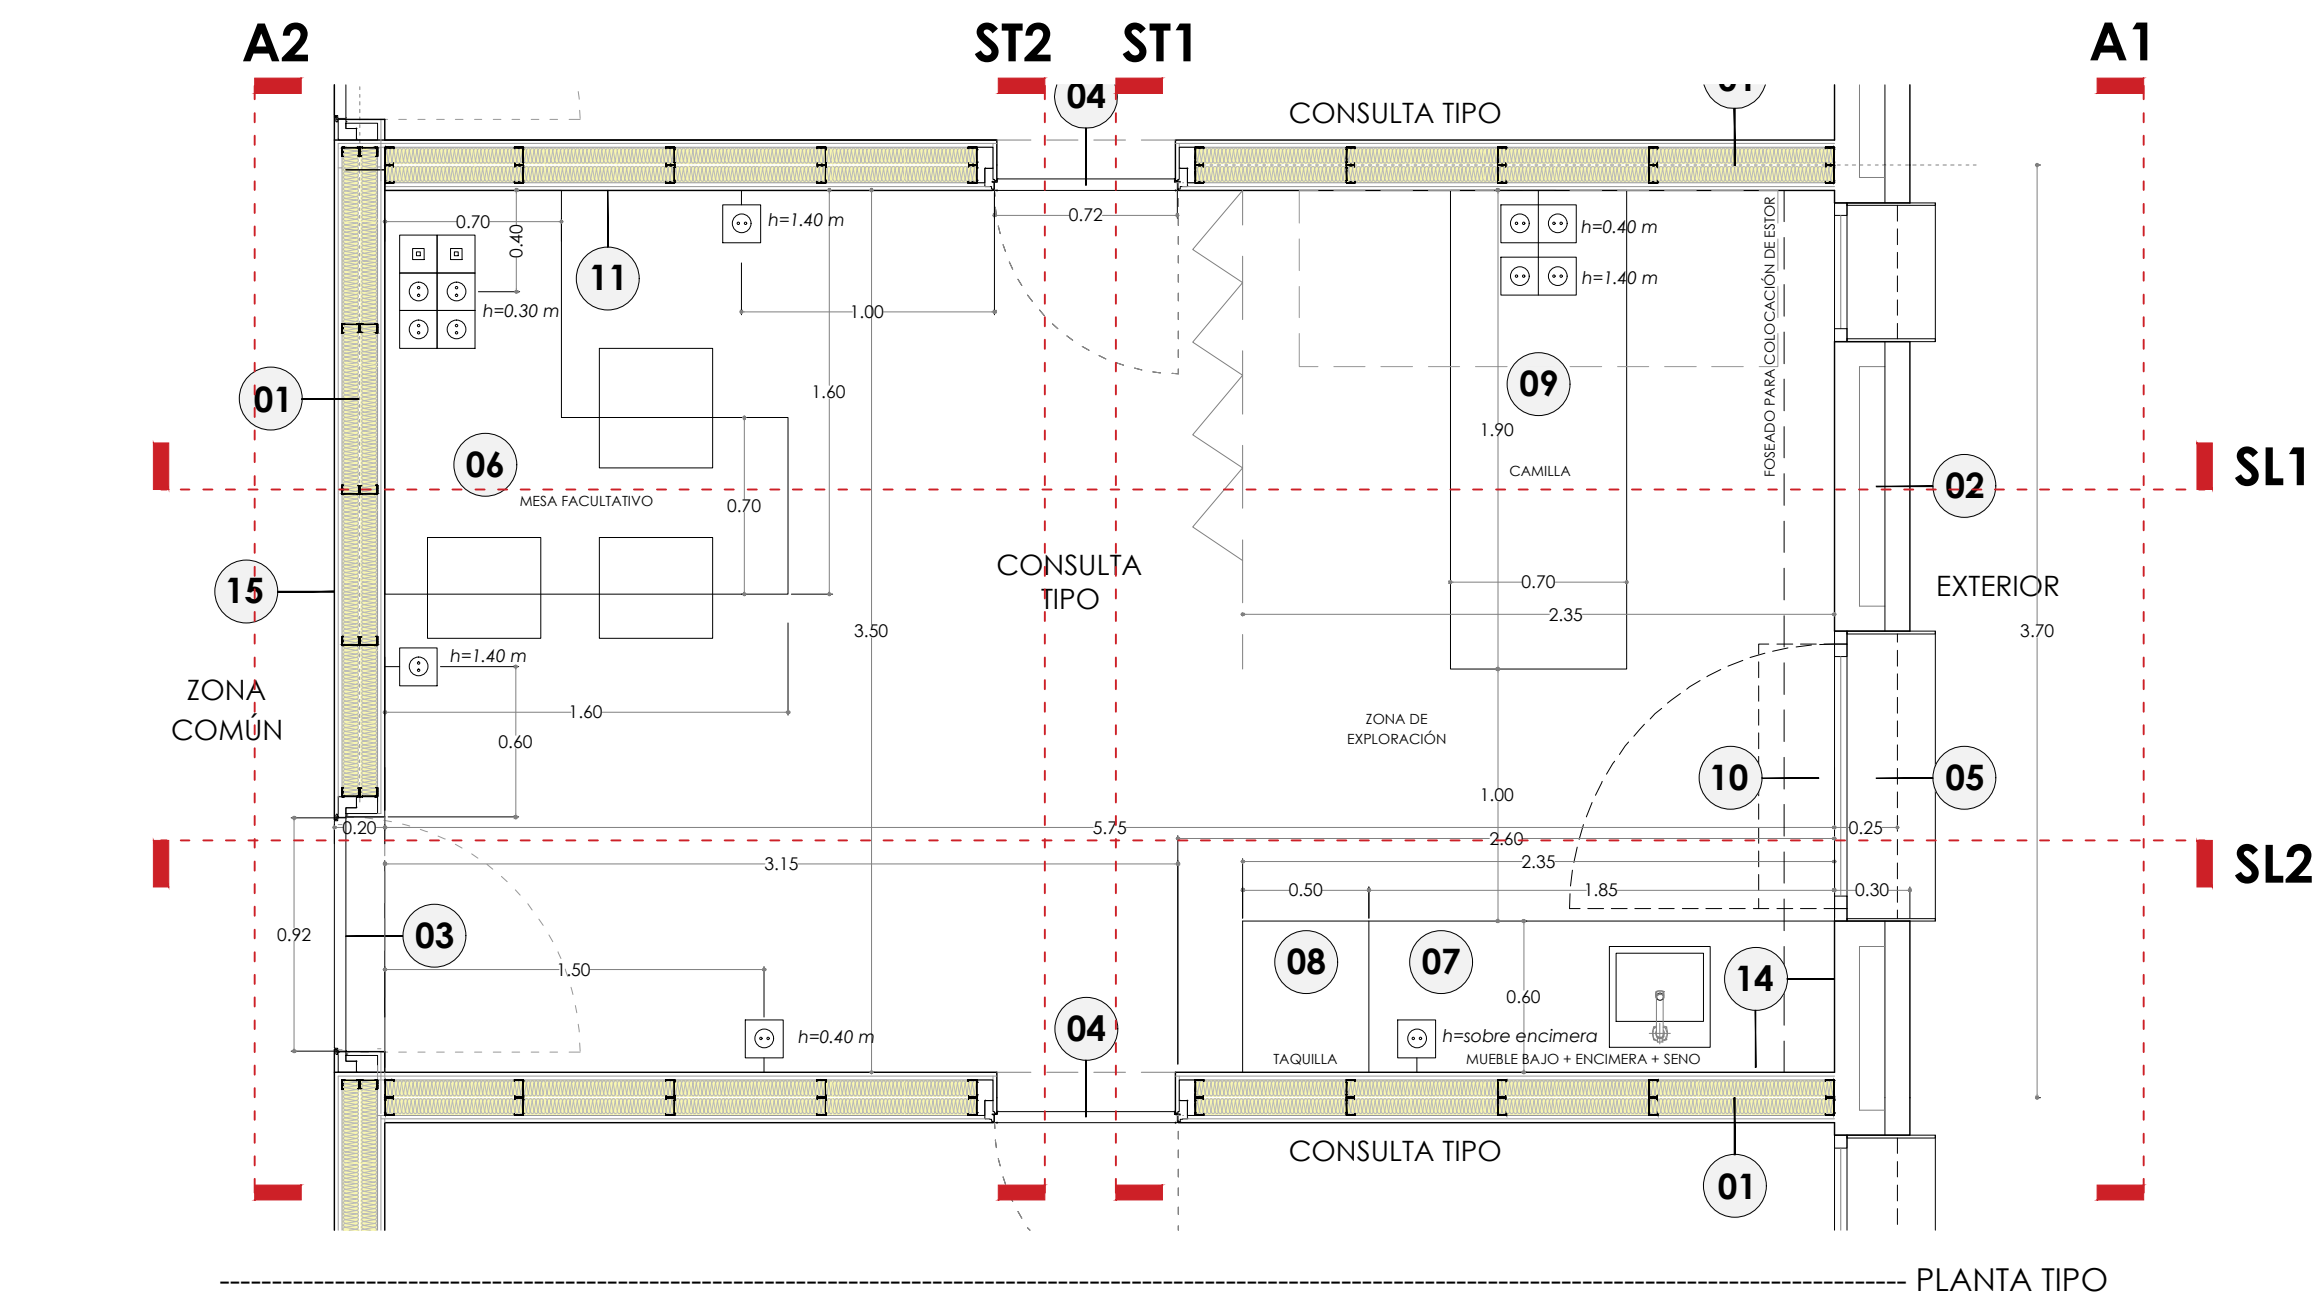 A2
ST2
ST1
A1
04
01
CONSULTA TIPO
0.70
0.40
h=1.40 m
0.72
h=0.40 m
h=1.40 m
FOSEADO PARA COLOCACIÓN DE ESTOR
11
h=0.30 m
1.00
01
1.60
09
1.90
06
MESA FACULTATIVO
0.70
CAMILLA
SL1
02
15
CONSULTA
TIPO
0.70
2.35
EXTERIOR
3.50
3.70
h=1.40 m
ZONA
COMÚN
1.60
0.60
ZONA DE
EXPLORACIÓN
10
05
1.00
0.20
5.75
0.25
2.60
3.15
2.35
SL2
0.50
1.85
0.30
0.92
03
1.50
08
07
14
0.60
04
h=0.40 m
h=sobre encimera
TAQUILLA
MUEBLE BAJO + ENCIMERA + SENO
CONSULTA TIPO
01
PLANTA TIPO